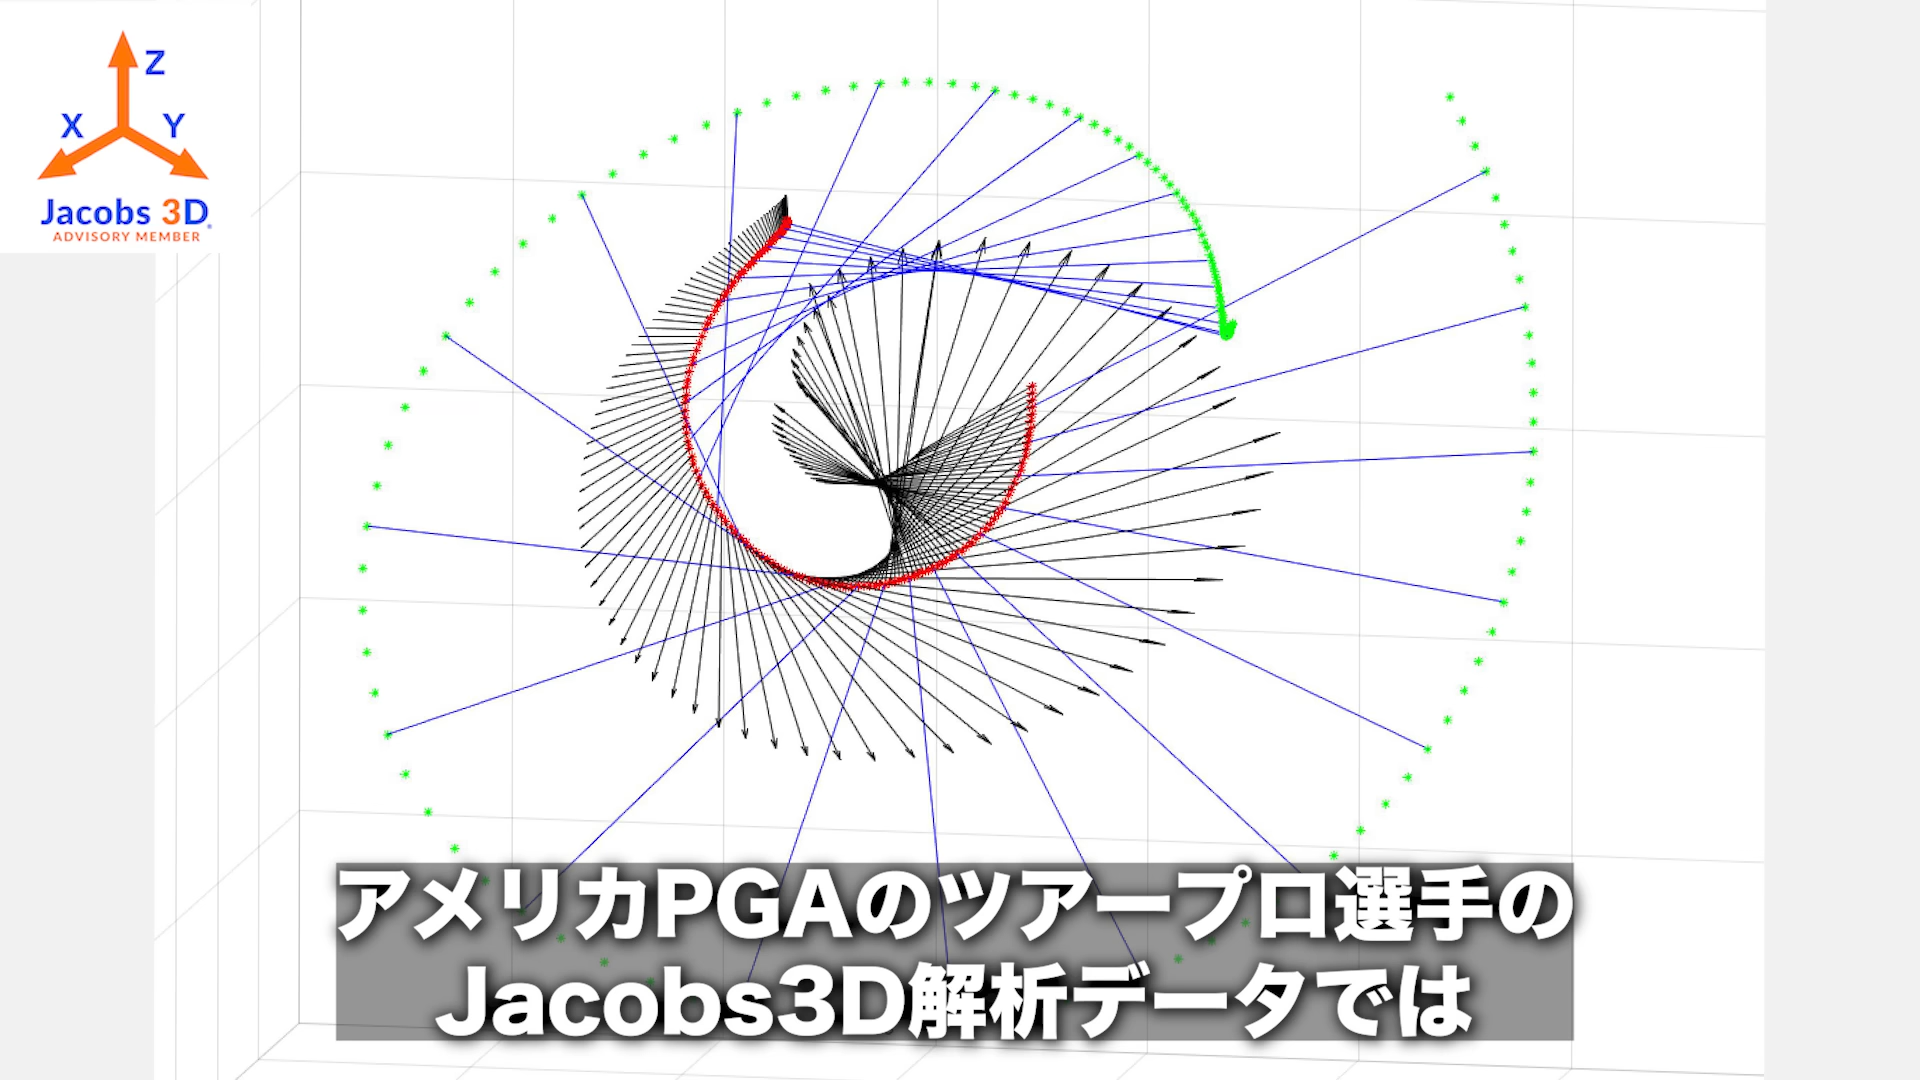 Z
X Y
Jacobs 3D
ADVISORY MEMBER
アメリカPGAのツアープロ選手の
Jacobs3D解析データでは